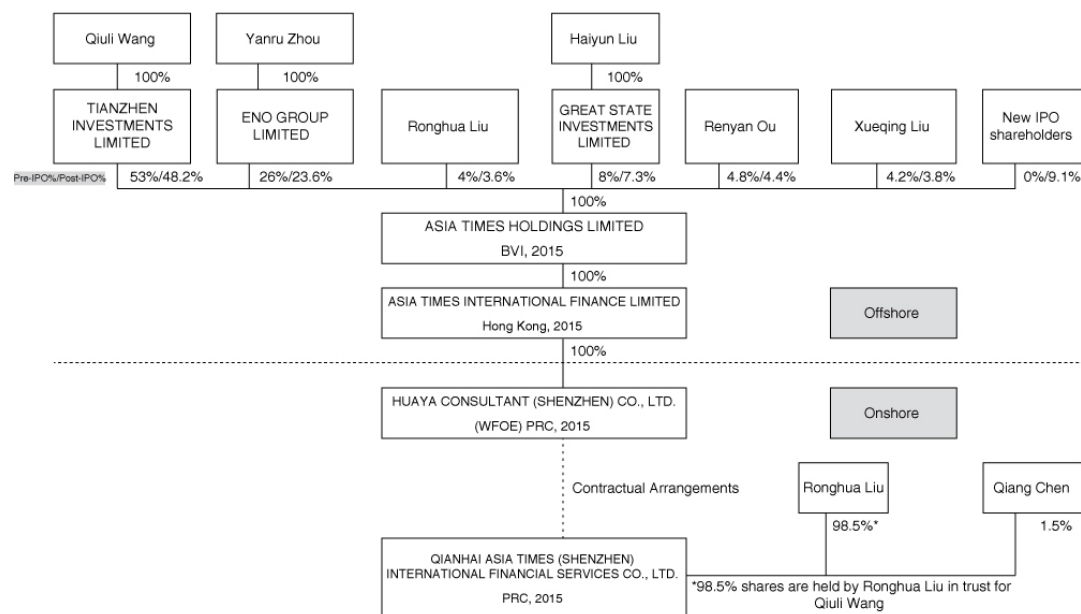 Qiuli Wang
Yanru Zhou
Haiyun Liu
100%
100%
100%
TIANZHEN
INVESTMENTS
LIMITED
ENO GROUP
LIMITED
Ronghua Liu
GREAT STATE
INVESTMENTS
LIMITED
Renyan Ou
Xueqing Liu
New IPO
shareholders
Pre-IPO%/Post-IPO%
53%/48.2%
26%/23.6%
4%/3.6%
8%/7.3%
4.8%/4.4%
4.2%/3.8%
0%/9.1%
100%
ASIA TIMES HOLDINGS LIMITED
BVI, 2015
100%
ASIA TIMES INTERNATIONAL FINANCE LIMITED
Hong Kong, 2015
Offshore
100%
HUAYA CONSULTANT (SHENZHEN) CO., LTD.
(WFOE) PRC, 2015
Onshore
Contractual Arrangements
Ronghua Liu
Qiang Chen
98.5%*
1.5%
QIANHAI ASIA TIMES (SHENZHEN)
INTERNATIONAL FINANCIAL SERVICES CO., LTD.
PRC, 2015
*98.5% shares are held by Ronghua Liu in trust for
Qiuli Wang